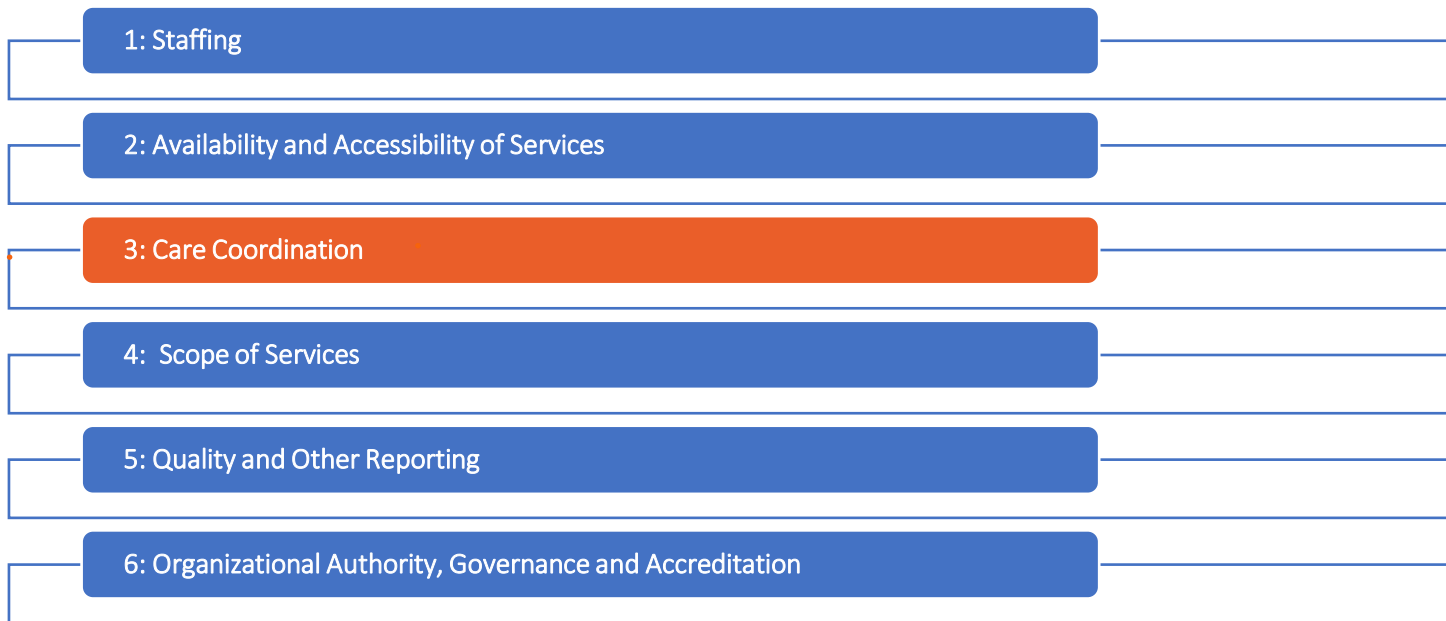 1: Staffing
2: Availability and Accessibility of Services
3: Care Coordination
4: Scope of Services
5: Quality and Other Reporting
6: Organizational Authority, Governance and Accreditation